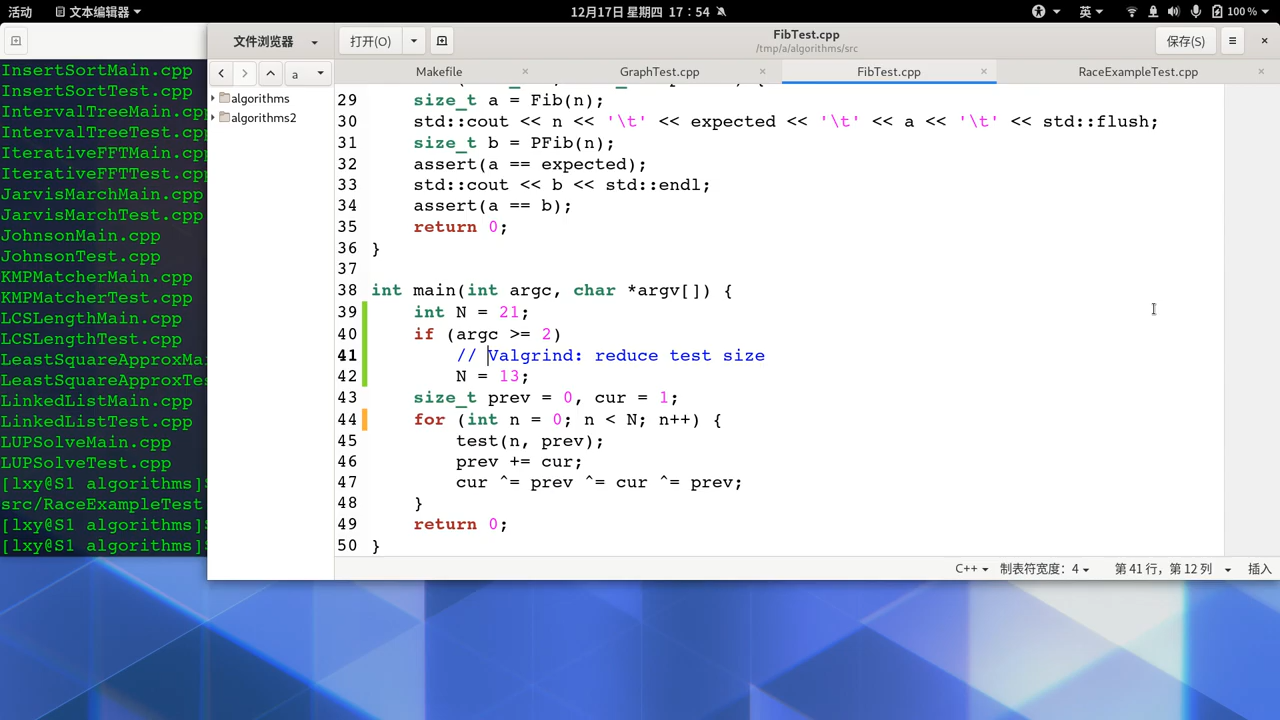 活动 文本编辑器 12月17日 星期四 17：54 英 100 %
文件浏览器 打开(O) FibTest.cpp 保存(S)
/tmp/a/algorithms/src
a Makefile GraphTest.cpp FibTest.cpp RaceExampleTest.cpp
algorithms
algorithms2
InsertSortMain.cpp
InsertSortTest.cpp
IntervalTreeMain.cpp
IntervalTreeTest.cpp
IterativeFFTMain.cpp
IterativeFFTTest.cpp
JarvisMarchMain.cpp
JarvisMarchTest.cpp
JohnsonMain.cpp
JohnsonTest.cpp
KMPMatcherMain.cpp
KMPMatcherTest.cpp
LCSLengthMain.cpp
LCSLengthTest.cpp
LeastSquareApproxMa
LeastSquareApproxTe
LinkedListMain.cpp
LinkedListTest.cpp
LUPSolveMain.cpp
LUPSolveTest.cpp
[lxy@S1 algorithms]
src/RaceExampleTest
[lxy@S1 algorithms]
[lxy@S1 algorithms]
29 size_t a = Fib(n);
30 std::cout << n << '\t' << expected << '\t' << a << '\t' << std::flush;
31 size_t b = PFib(n);
32 assert(a == expected);
33 std::cout << b << std::endl;
34 assert(a == b);
35 return 0;
36 }
37
38 int main(int argc, char *argv[]) {
39 int N = 21;
40 if (argc >= 2)
41 // Valgrind: reduce test size
42 N = 13;
43 size_t prev = 0, cur = 1;
44 for (int n = 0; n < N; n++) {
45 test(n, prev);
46 prev += cur;
47 cur ^= prev ^= cur ^= prev;
48 }
49 return 0;
50 }
C++ 制表符宽度：4 第 41 行，第 12 列 插入